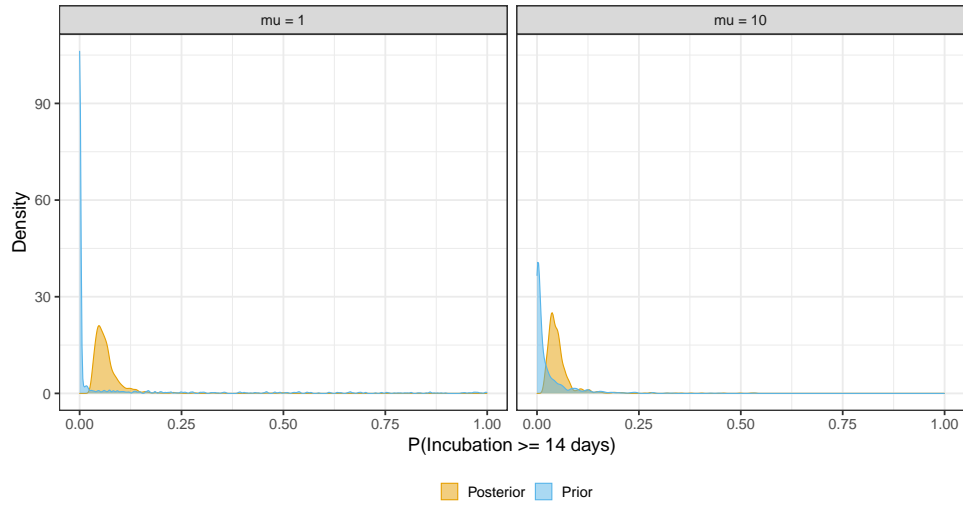 mu = 1
mu = 10
Density
90
60
30
0
0.00 0.25 0.50 0.75 1.00
0.00 0.25 0.50 0.75 1.00
P(Incubation >= 14 days)
Posterior Prior